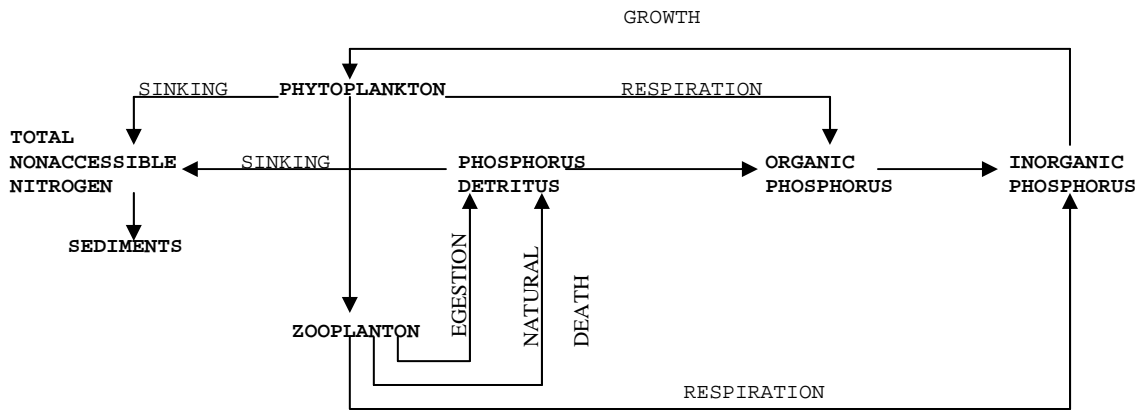 GROWTH
SINKING PHYTOPLANKTON RESPIRATION
TOTAL
NONACCESSIBLE
NITROGEN
SINKING
PHOSPHORUS
DETRITUS
ORGANIC
PHOSPHORUS
INORGANIC
PHOSPHORUS
SEDIMENTS
EGESTION
NATURAL
DEATH
ZOOPLANTON
RESPIRATION